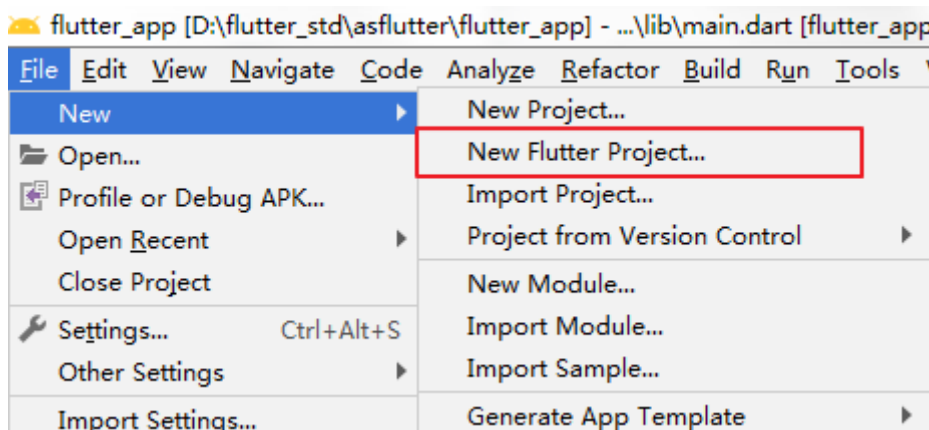 flutter_app [D:\flutter_std\asflutter\flutter_app] - ...\lib\main.dart [flutter_app
File Edit View Navigate Code Analyze Refactor Build Run Tools
New
Open...
Profile or Debug APK...
Open Recent
Close Project
Settings... Ctrl+Alt+S
Other Settings
Import Settings...
New Project...
New Flutter Project...
Import Project...
Project from Version Control
New Module...
Import Module...
Import Sample...
Generate App Template